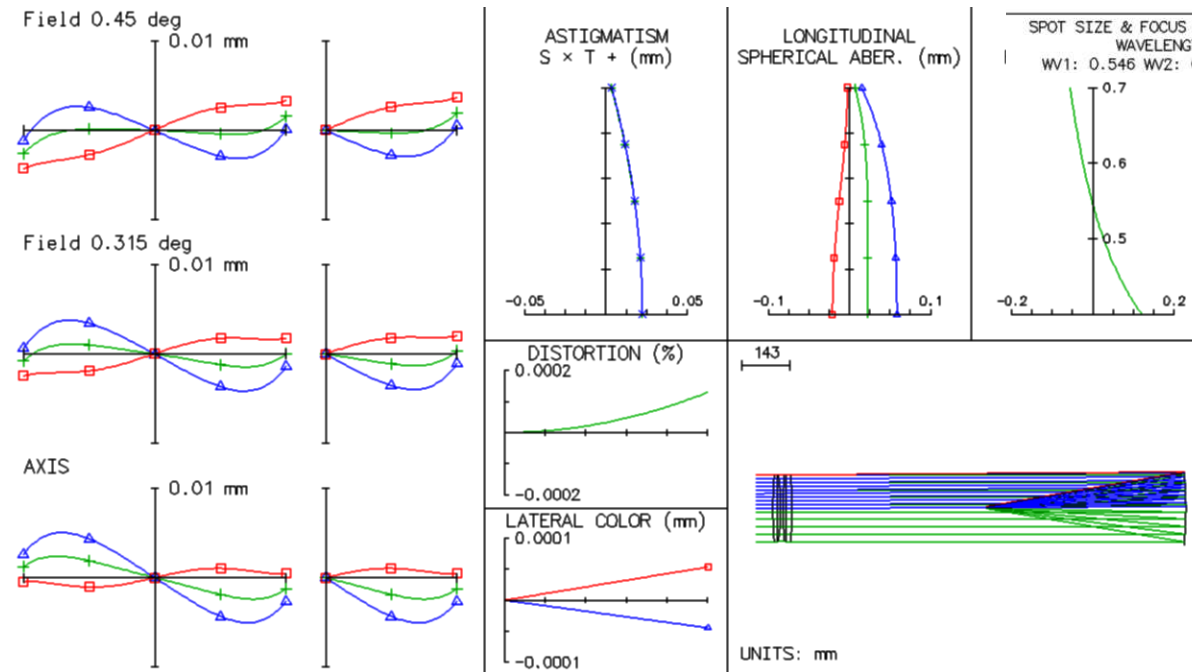 Field 0.45 deg
0.01 mm
Field 0.315 deg
0.01 mm
AXIS
0.01 mm
ASTIGMATISM
S × T + (mm)
-0.05
0.05
LONGITUDINAL
SPHERICAL ABER. (mm)
-0.1
0.1
SPOT SIZE & FOCUS
WV1: 0.546 WV2:
0.7
0.6
0.5
-0.2
0.2
DISTORTION (%)
0.0002
-0.0002
LATERAL COLOR (mm)
0.0001
-0.0001
143
UNITS: mm